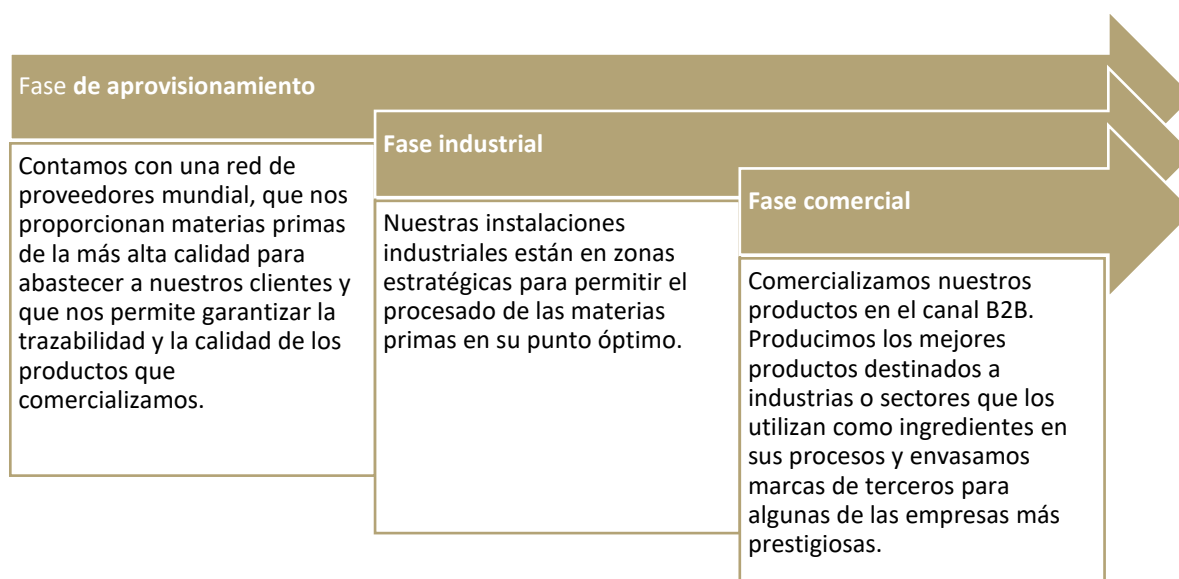 Fase de aprovisionamiento
Contamos con una red de
proveedores mundial, que nos
proporcionan materias primas
de la más alta calidad para
abastecer a nuestros clientes y
que nos permite garantizar la
trazabilidad y la calidad de los
productos que
comercializamos.
Fase industrial
Nuestras instalaciones
industriales están en zonas
estratégicas para permitir el
procesado de las materias
primas en su punto óptimo.
Fase comercial
Comercializamos nuestros
productos en el canal B2B.
Producimos los mejores
productos destinados a
industrias o sectores que los
utilizan como ingredientes en
sus procesos y envasamos
marcas de terceros para
algunas de las empresas más
prestigiosas.